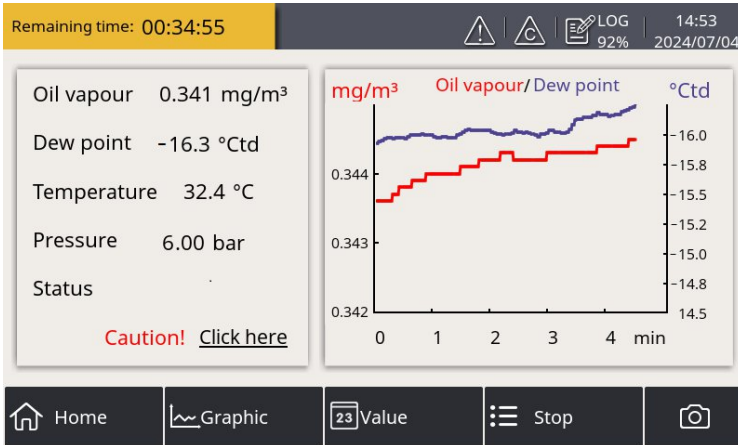 Remaining time: 00:34:55
LOG
92%
14:53
2024/07/04
Oil vapour 0.341 mg/m³
Dew point -16.3 °Ctd
Temperature 32.4 °C
Pressure 6.00 bar
Status
Caution! Click here
mg/m³ Oil vapour/Dew point °Ctd
-16.0
-15.8
0.344
-15.5
-15.2
0.343
-15.0
-14.8
0.342
14.5
0 1 2 3 4 min
Home
Graphic
23 Value
Stop